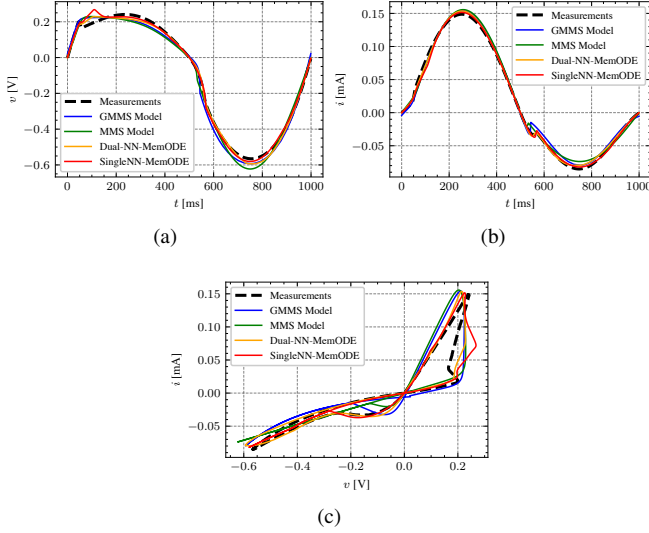 0.2
0.0
−0.2
−0.4
−0.6
v [V]
Measurements
GMMS Model
MMS Model
Dual-NN-MemODE
SingleNN-MemODE
0 200 400 600 800 1000
t [ms]
(a)
0.15
0.10
0.05
0.00
−0.05
i [mA]
Measurements
GMMS Model
MMS Model
Dual-NN-MemODE
SingleNN-MemODE
0 200 400 600 800 1000
t [ms]
(b)
0.15
0.10
0.05
0.00
−0.05
i [mA]
Measurements
GMMS Model
MMS Model
Dual-NN-MemODE
SingleNN-MemODE
−0.6 −0.4 −0.2 0.0 0.2
v [V]
(c)